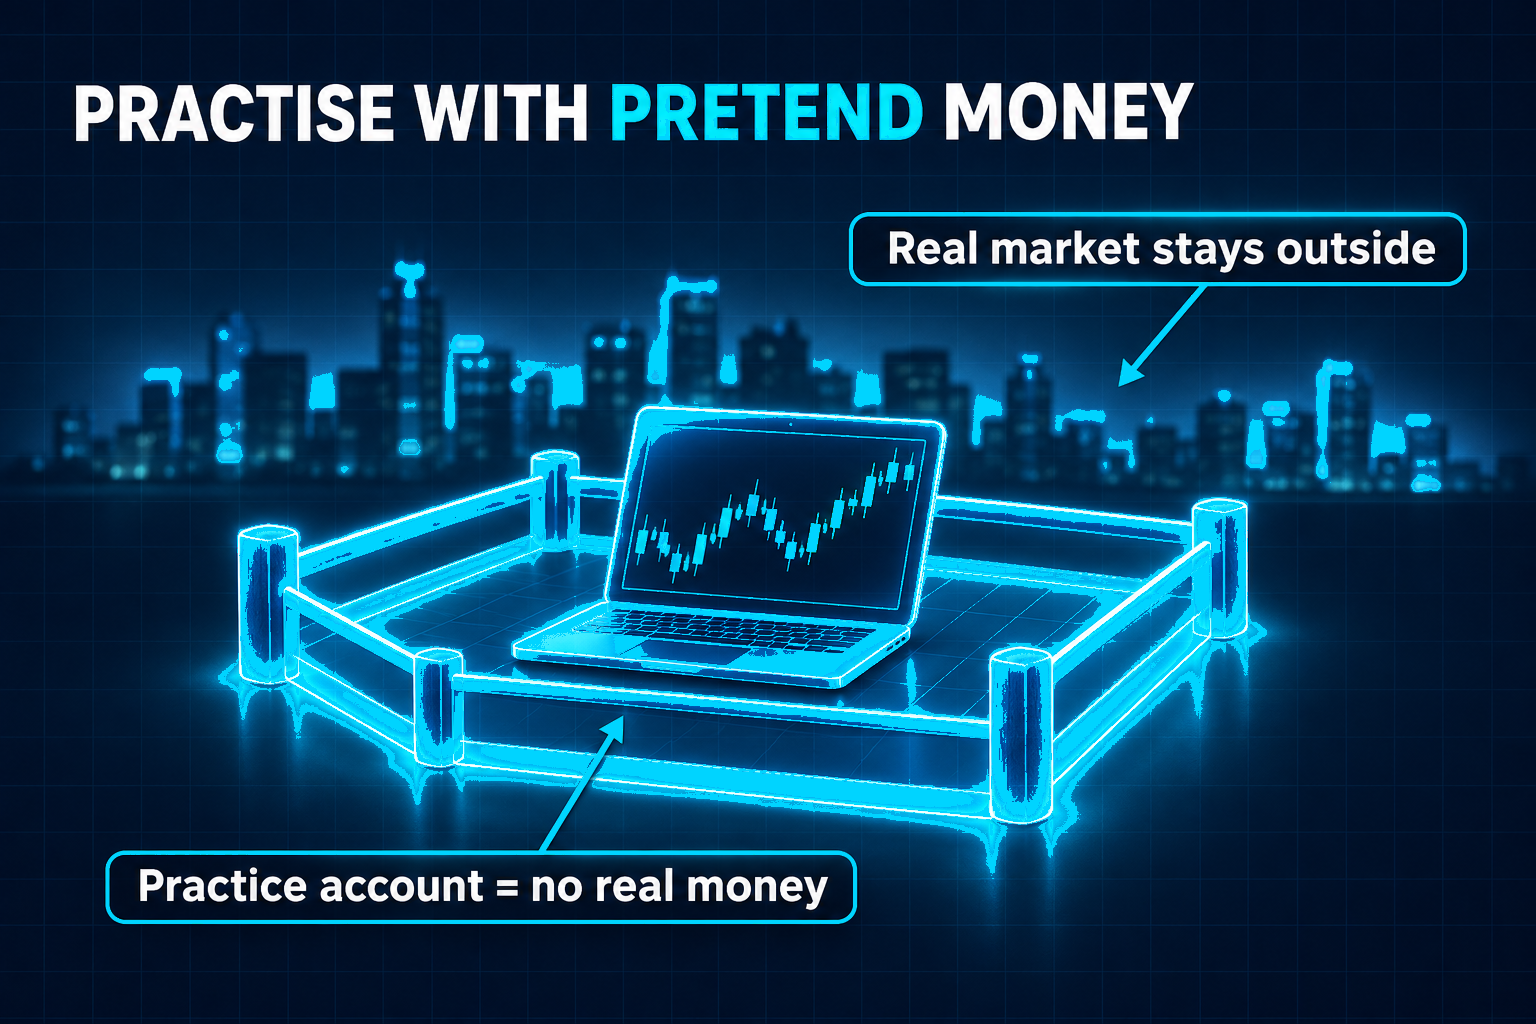 PRACTISE WITH PRETEND MONEY
Real market stays outside
Practice account = no real money